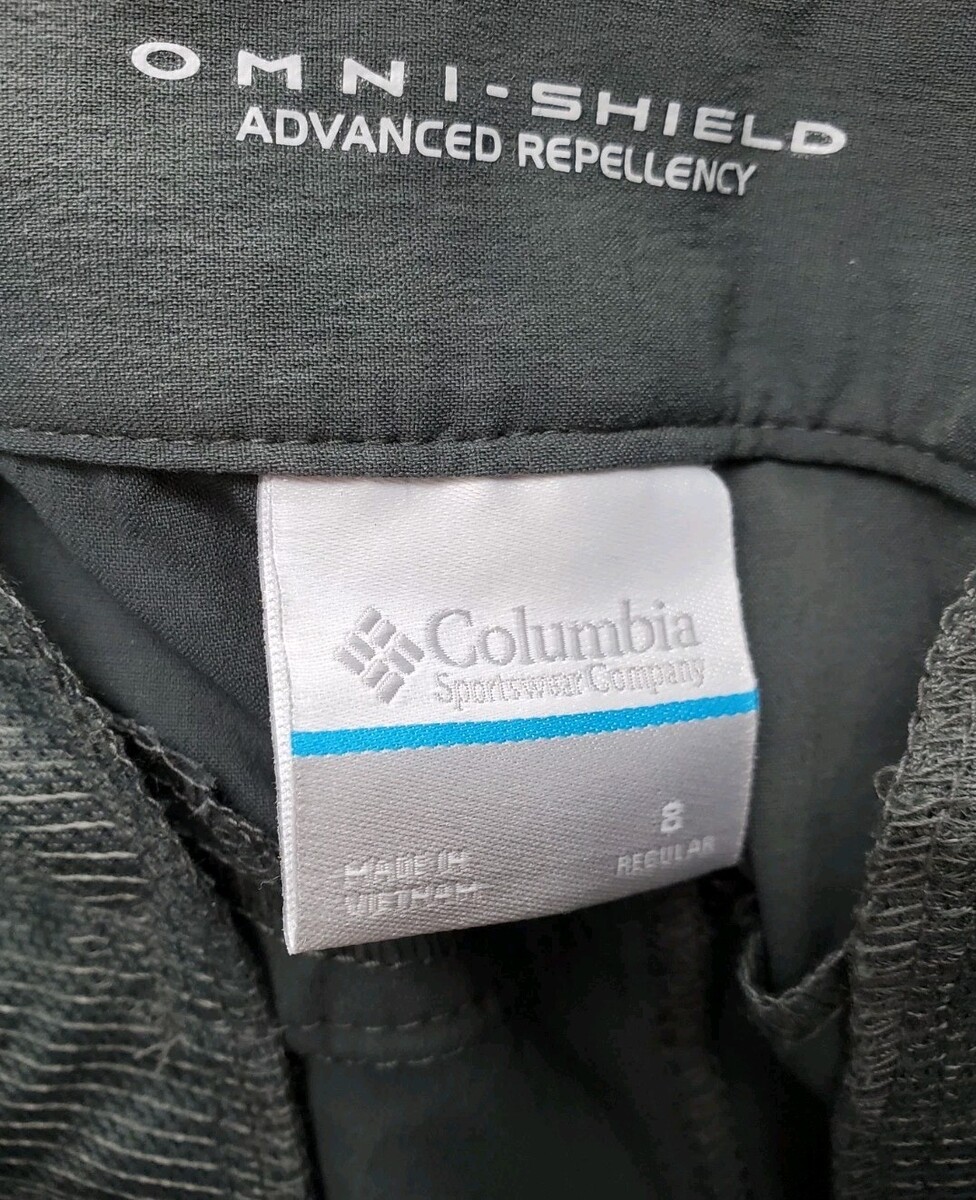 OMNI-SHIELD
ADVANCED REPELLENCY
Columbia
Sportswear Company
8
REGULAR
MADE IN
VIETNAM